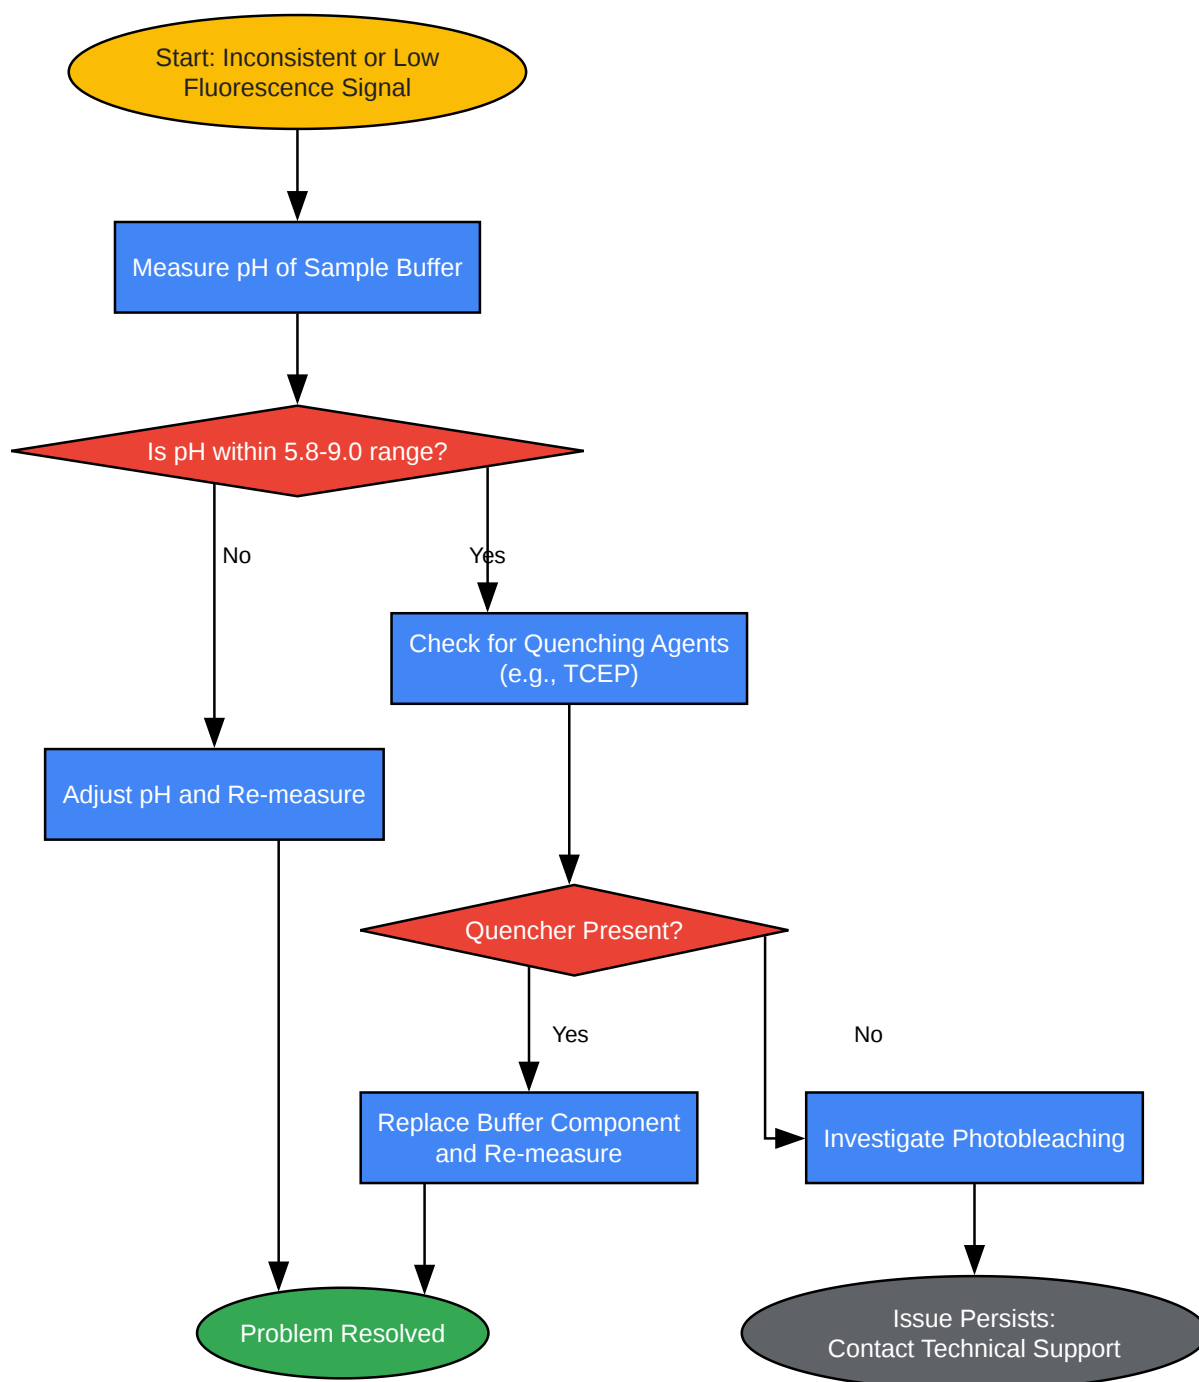 Start: Inconsistent or Low
Fluorescence Signal
Measure pH of Sample Buffer
Is pH within 5.8-9.0 range?
No
Yes
Check for Quenching Agents
(e.g., TCEP)
Adjust pH and Re-measure
Quencher Present?
Yes
No
Replace Buffer Component
and Re-measure
Investigate Photobleaching
Problem Resolved
Issue Persists:
Contact Technical Support